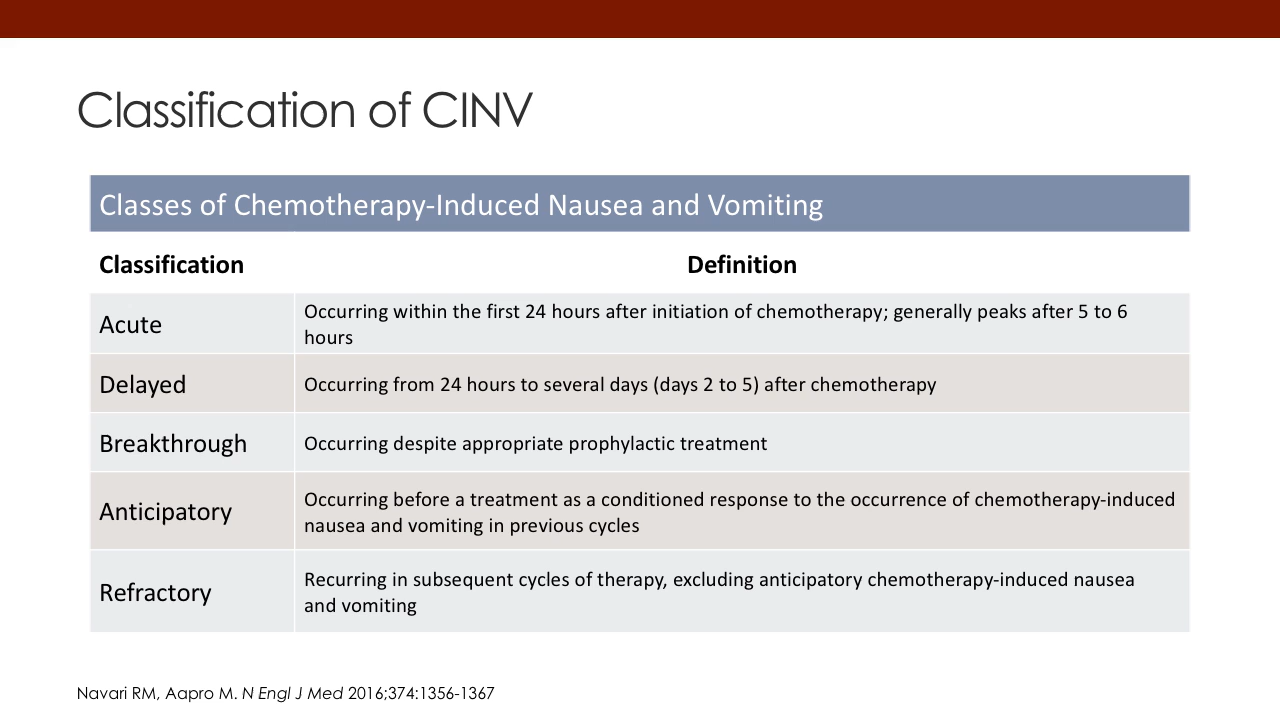 Classification of CINV
Classes of Chemotherapy-Induced Nausea and Vomiting
Classification Definition
Acute
Occurring within the first 24 hours after initiation of chemotherapy; generally peaks after 5 to 6
hours
Delayed
Occurring from 24 hours to several days (days 2 to 5) after chemotherapy
Breakthrough
Occurring despite appropriate prophylactic treatment
Anticipatory
Occurring before a treatment as a conditioned response to the occurrence of chemotherapy-induced
nausea and vomiting in previous cycles
Refractory
Recurring in subsequent cycles of therapy, excluding anticipatory chemotherapy-induced nausea
and vomiting
Navari RM, Aapro M. N Engl J Med 2016;374:1356-1367